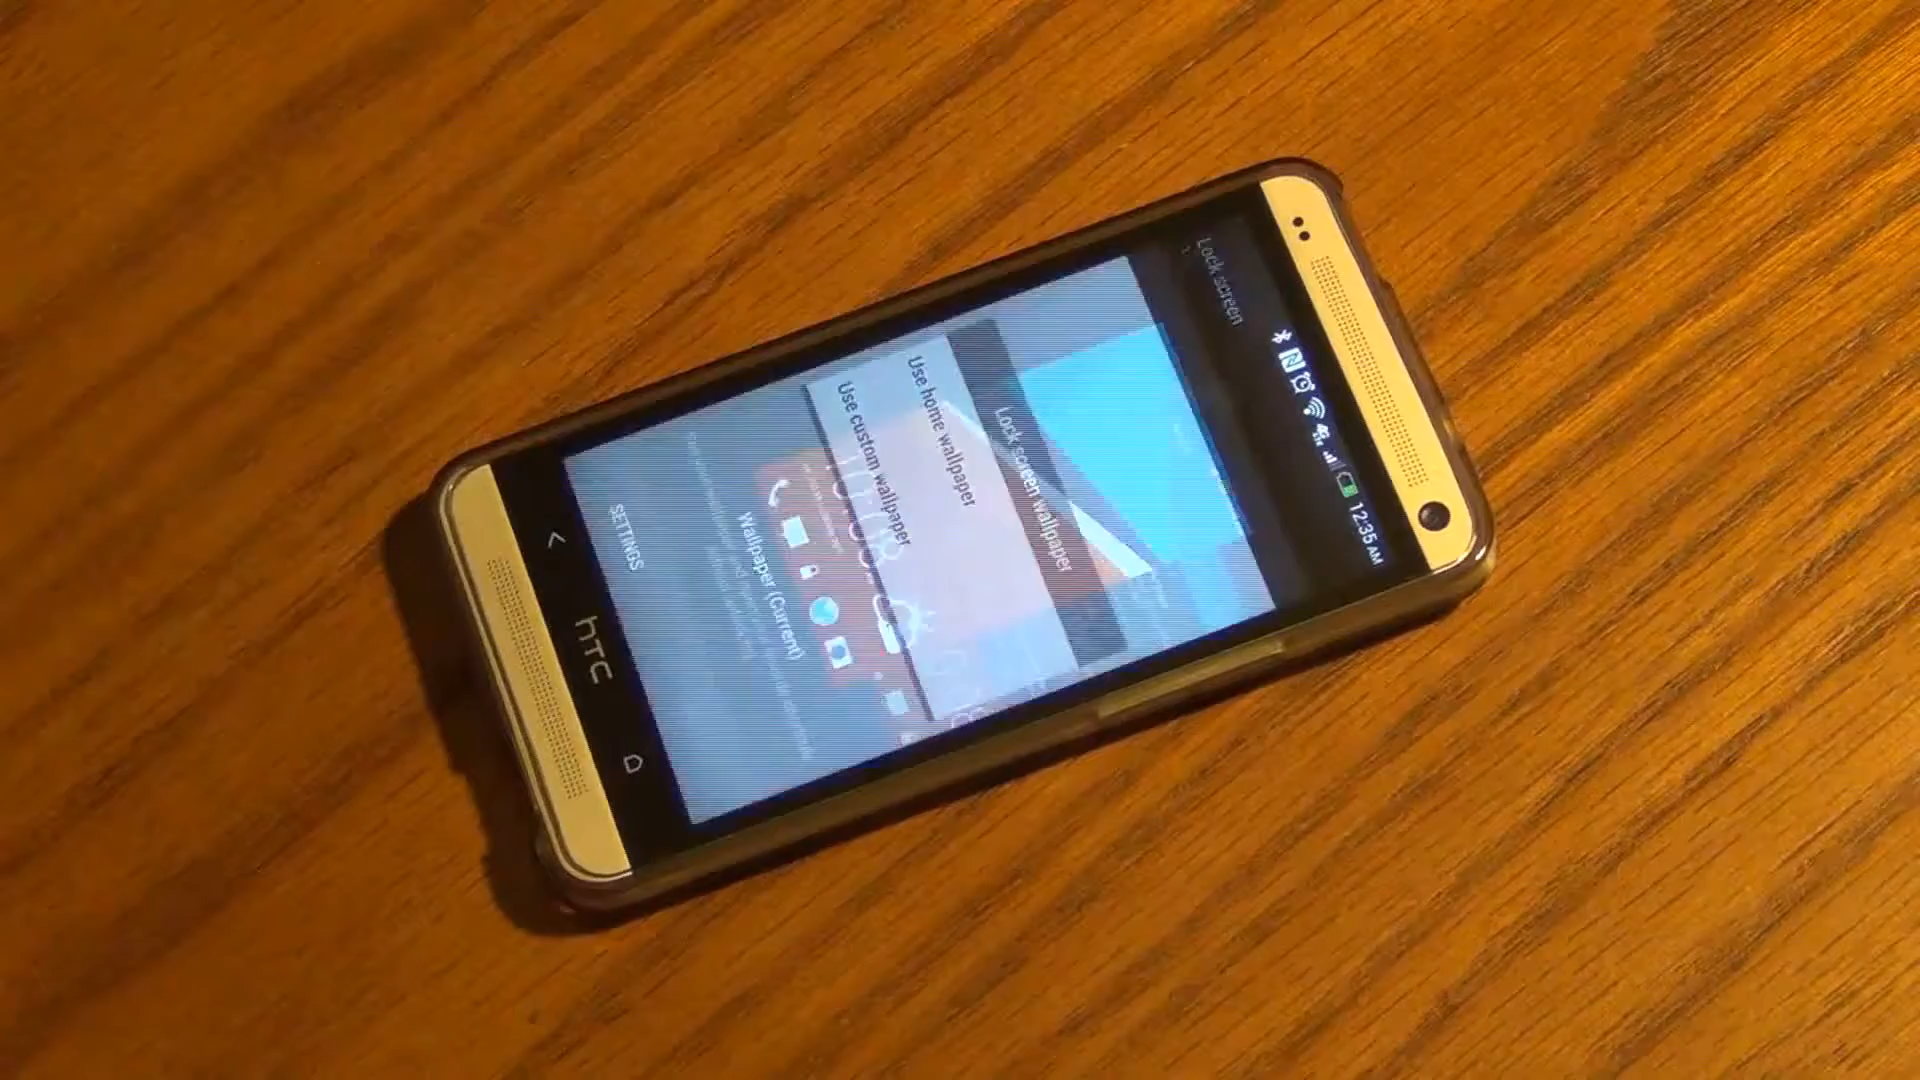 12:35 AM
Lock screen
Lock screen wallpaper
Use home wallpaper
Use custom wallpaper
Wallpaper (Current)
SETTINGS
hTC